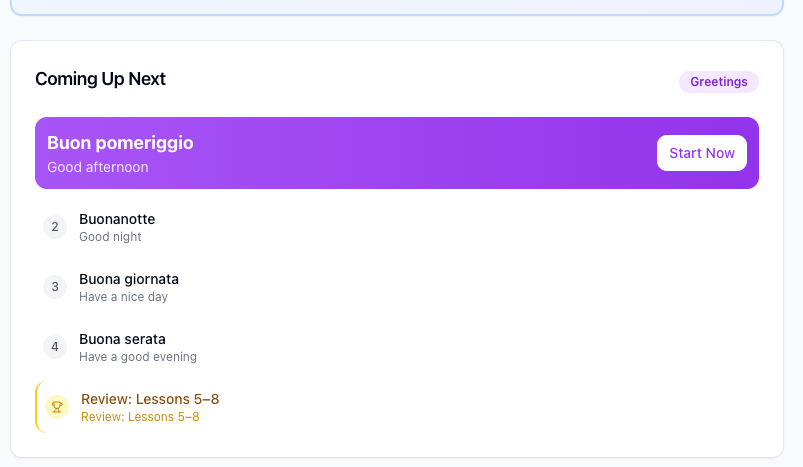 Coming Up Next
Greetings
Buon pomeriggio
Good afternoon
Start Now
2
Buonanotte
Good night
3
Buona giornata
Have a nice day
4
Buona serata
Have a good evening
Review: Lessons 5–8
Review: Lessons 5–8